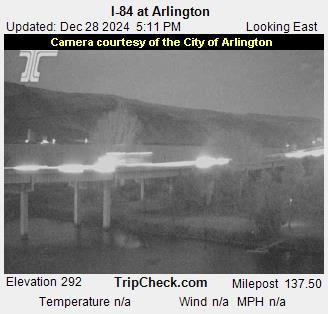 I-84 at Arlington
Updated: Dec 28 2024 5:11 PM Looking East
Camera courtesy of the City of Arlington
Elevation 292 TripCheck.com Milepost 137.50
Temperature n/a Wind n/a MPH n/a